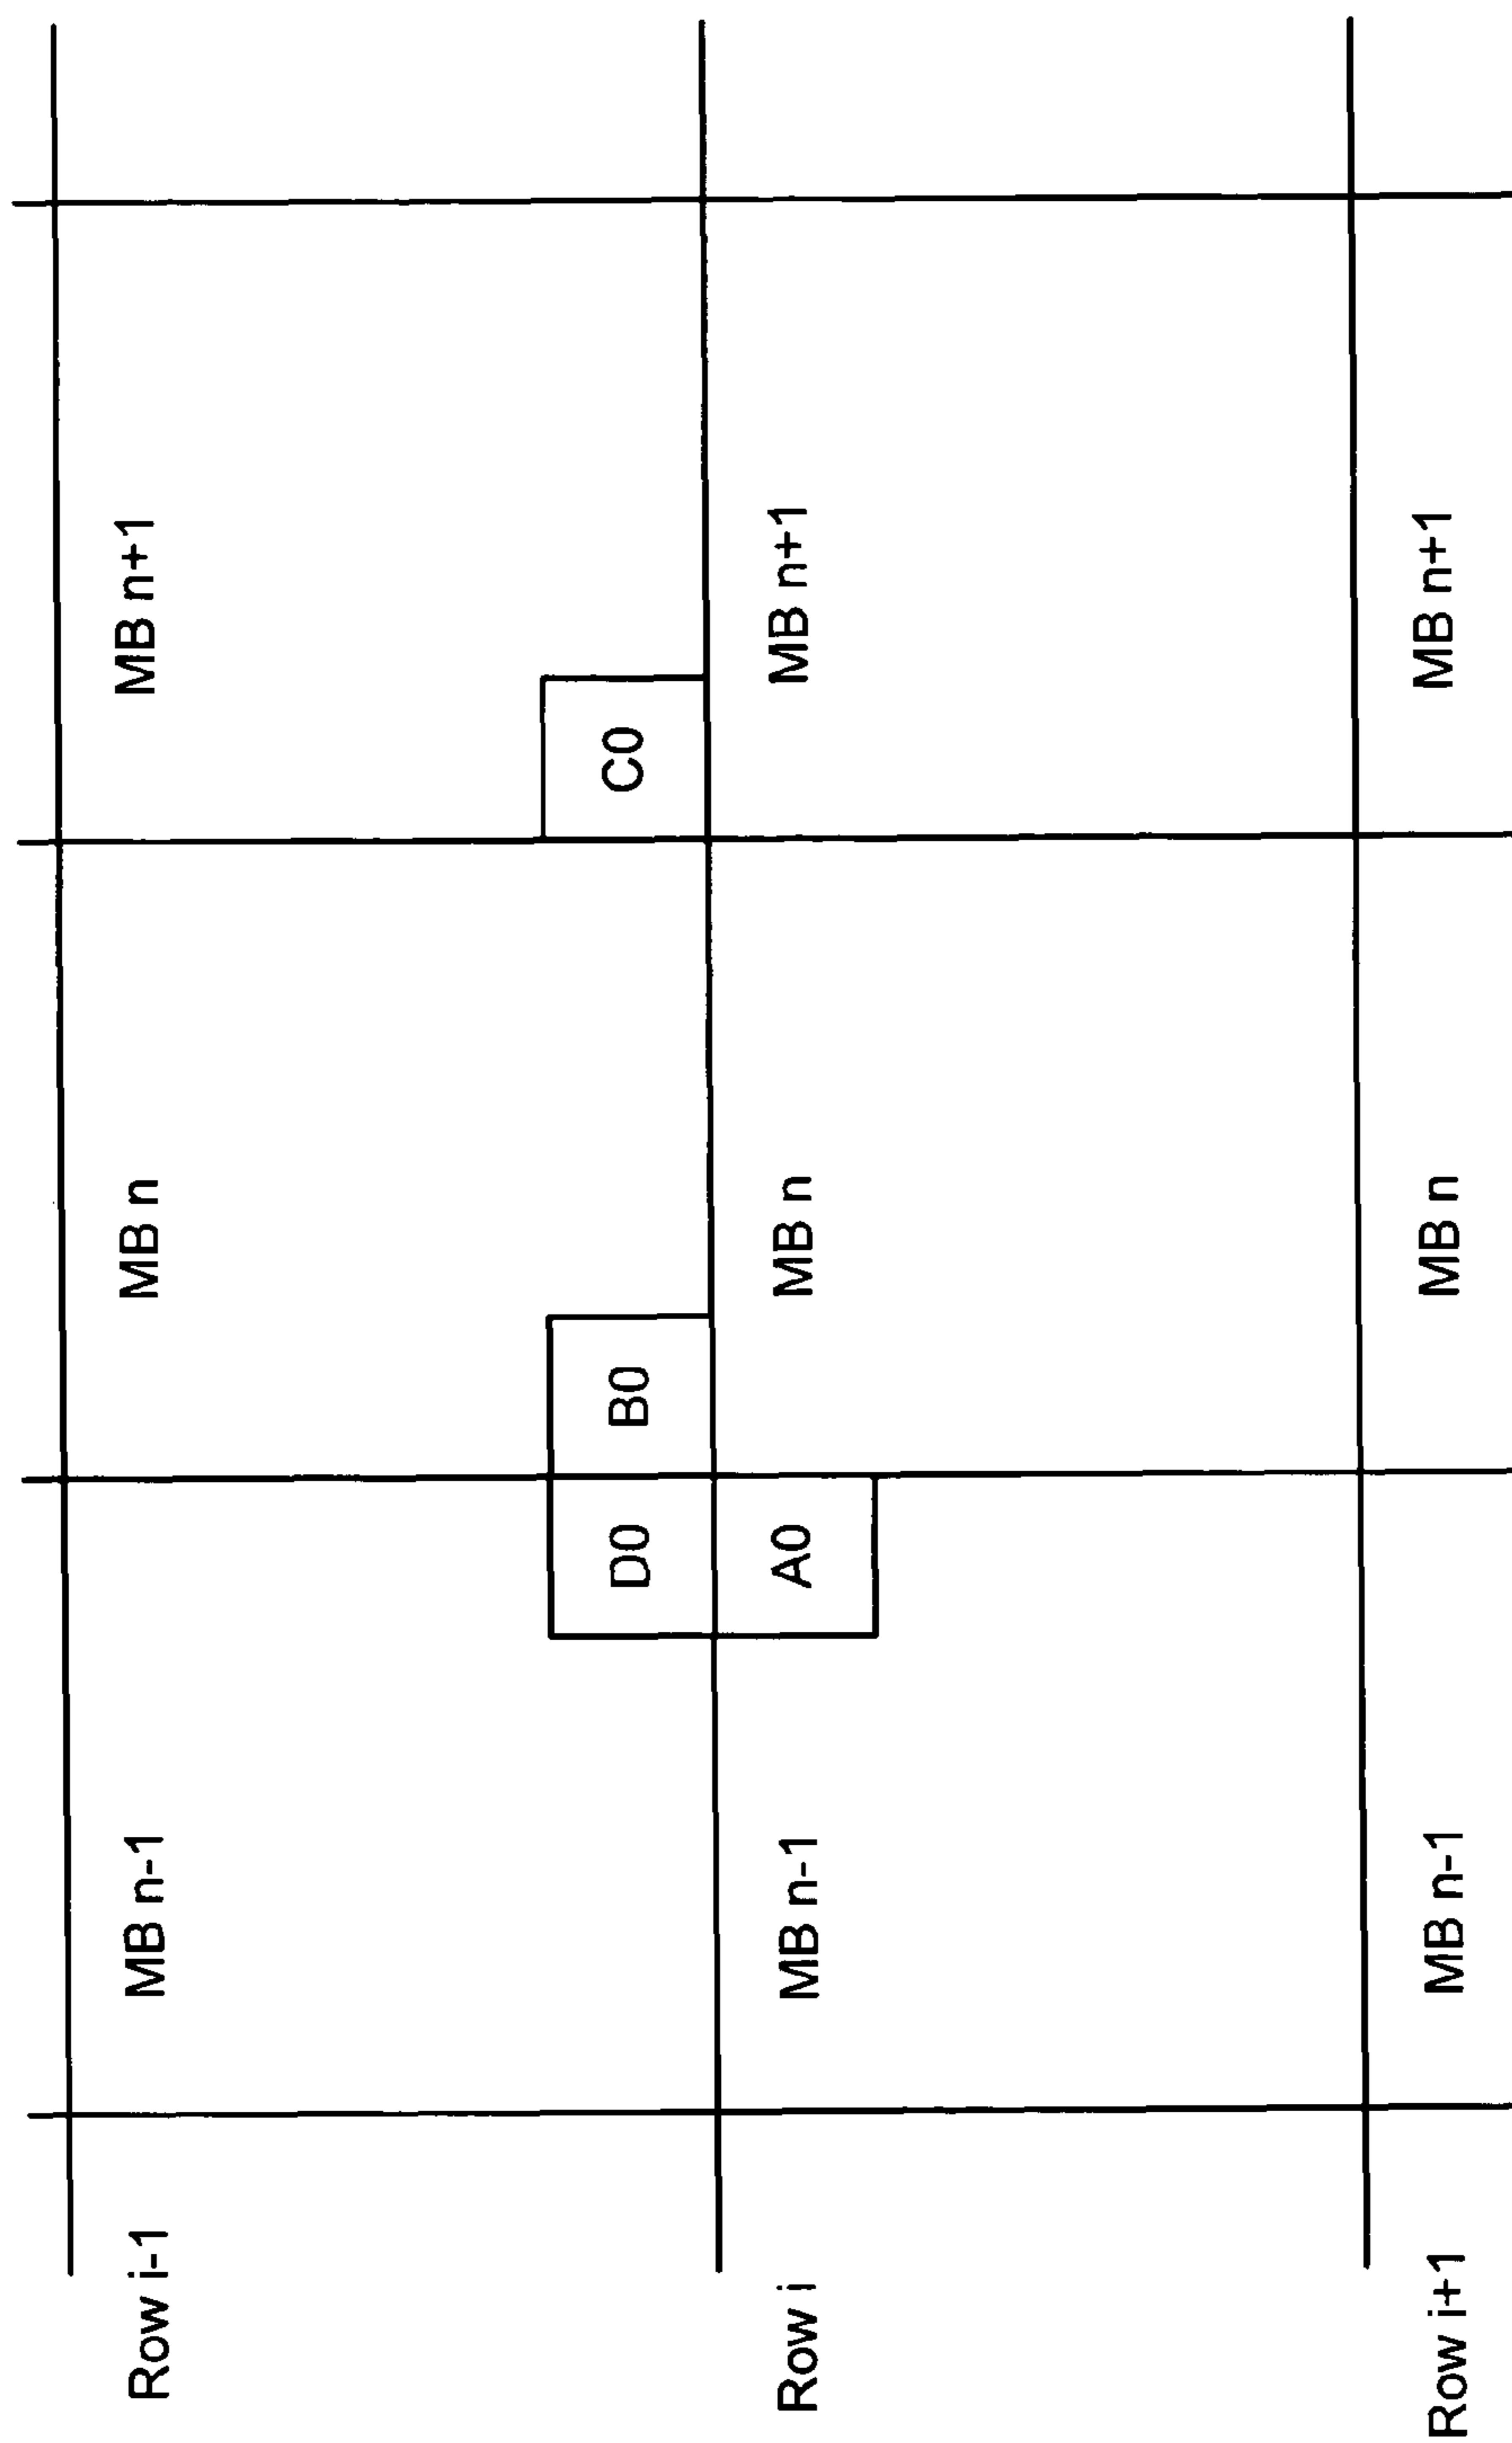 Row i-1 MB n-1 MB n MB n+1
D0 B0 C0
Row i MB n-1 MB n MB n+1
A0
Row i+1 MB n-1 MB n MB n+1